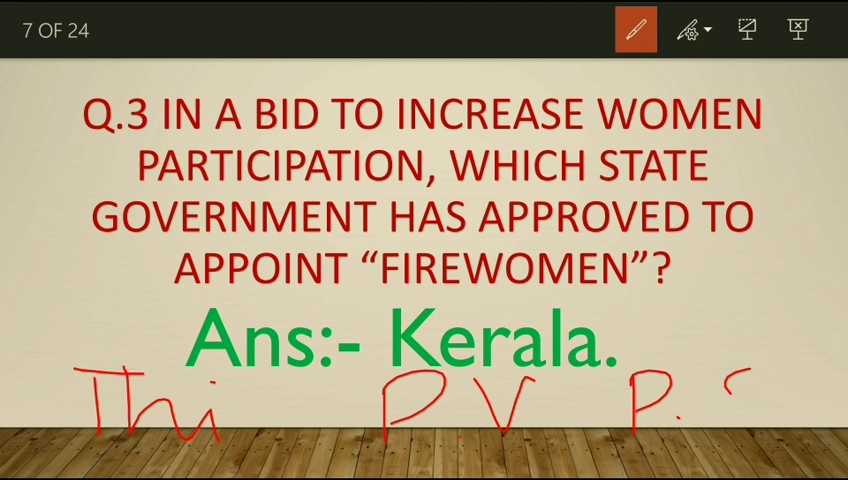 7 OF 24
Q.3 IN A BID TO INCREASE WOMEN
PARTICIPATION, WHICH STATE
GOVERNMENT HAS APPROVED TO
APPOINT “FIREWOMEN”?
Ans:- Kerala.
Thi P.V P.